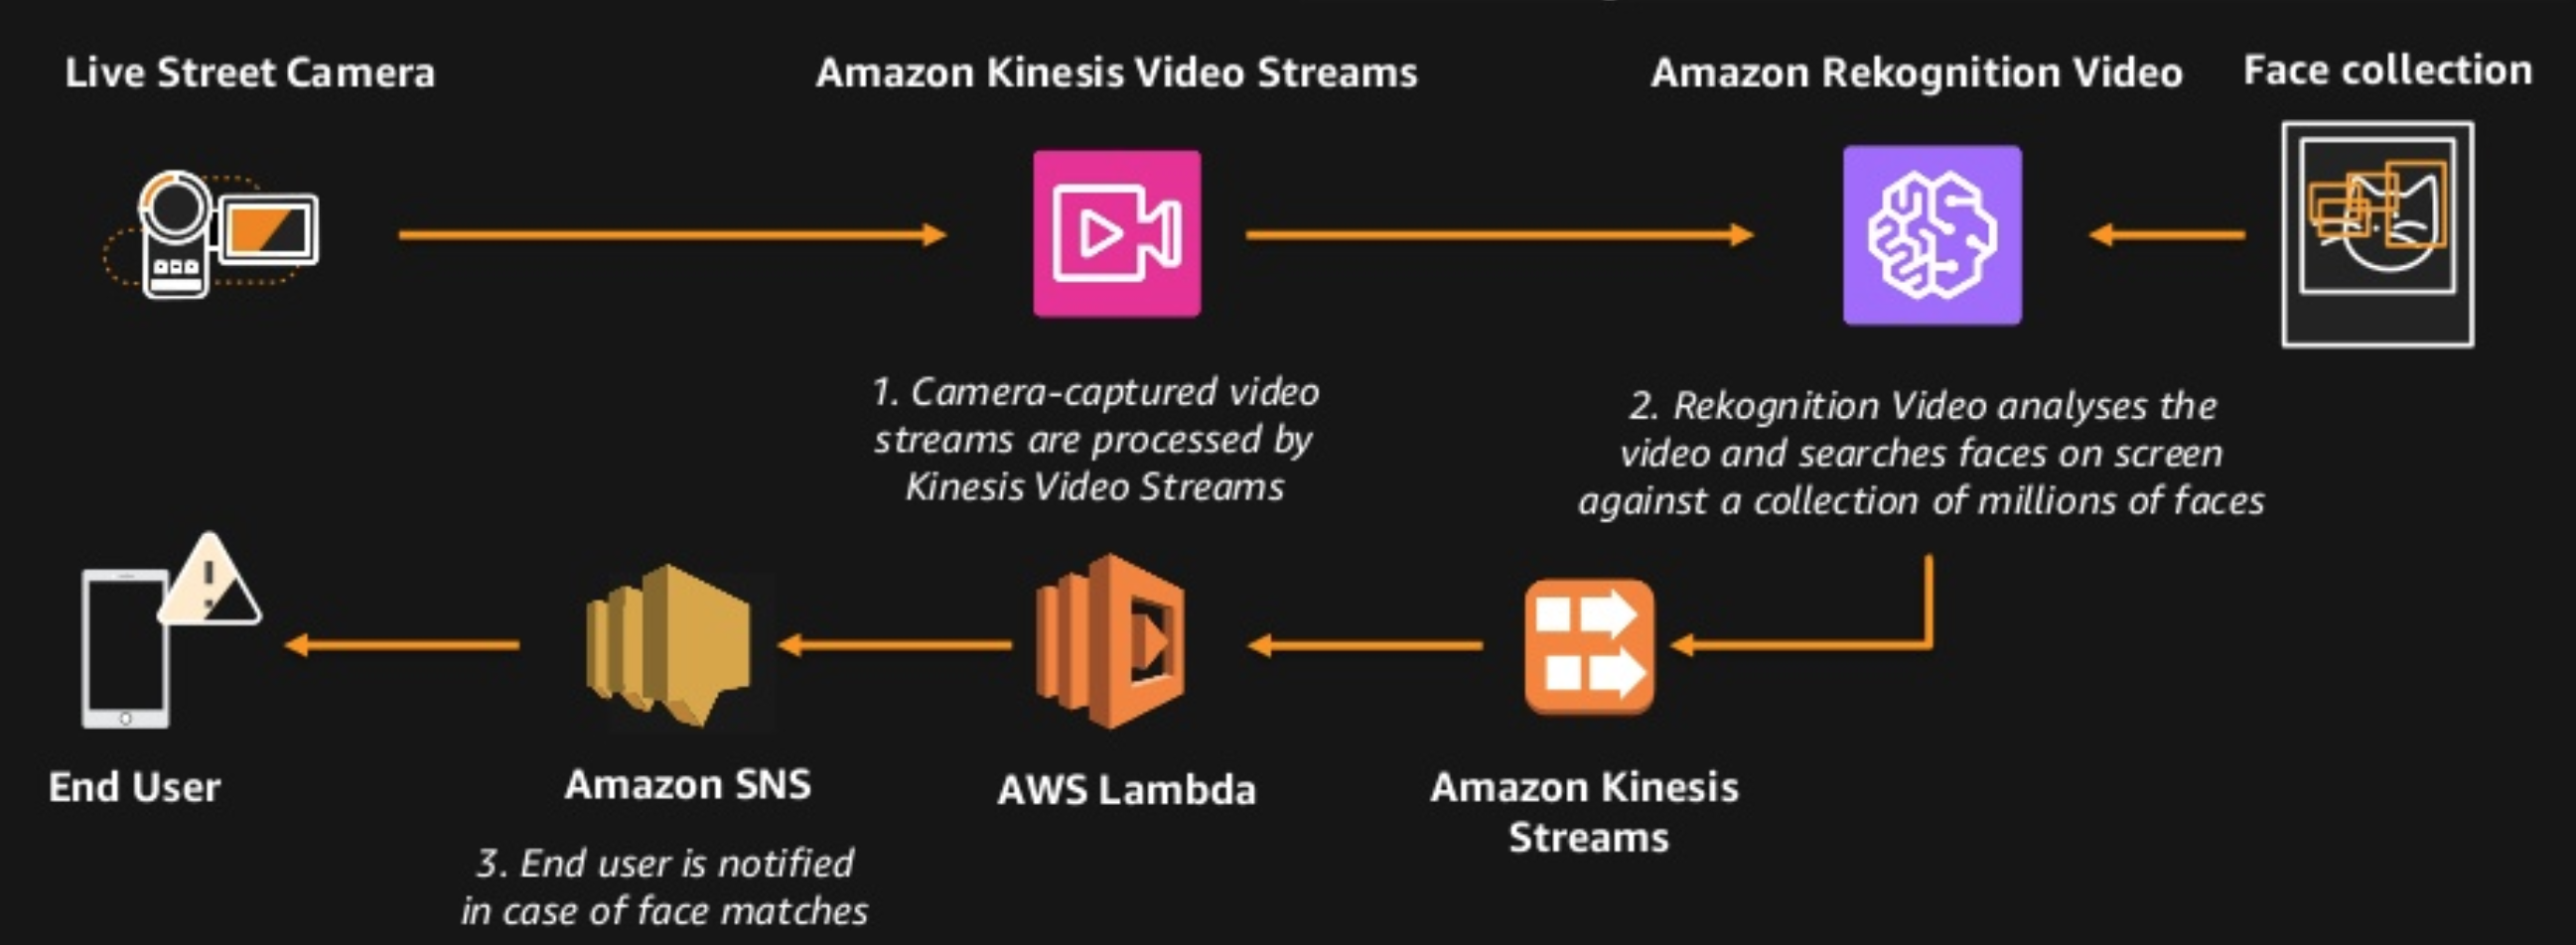 Live Street Camera
Amazon Kinesis Video Streams
Amazon Rekognition Video
Face collection
1. Camera-captured video
streams are processed by
Kinesis Video Streams
2. Rekognition Video analyses the
video and searches faces on screen
against a collection of millions of faces
End User
Amazon SNS
AWS Lambda
Amazon Kinesis
Streams
3. End user is notified
in case of face matches